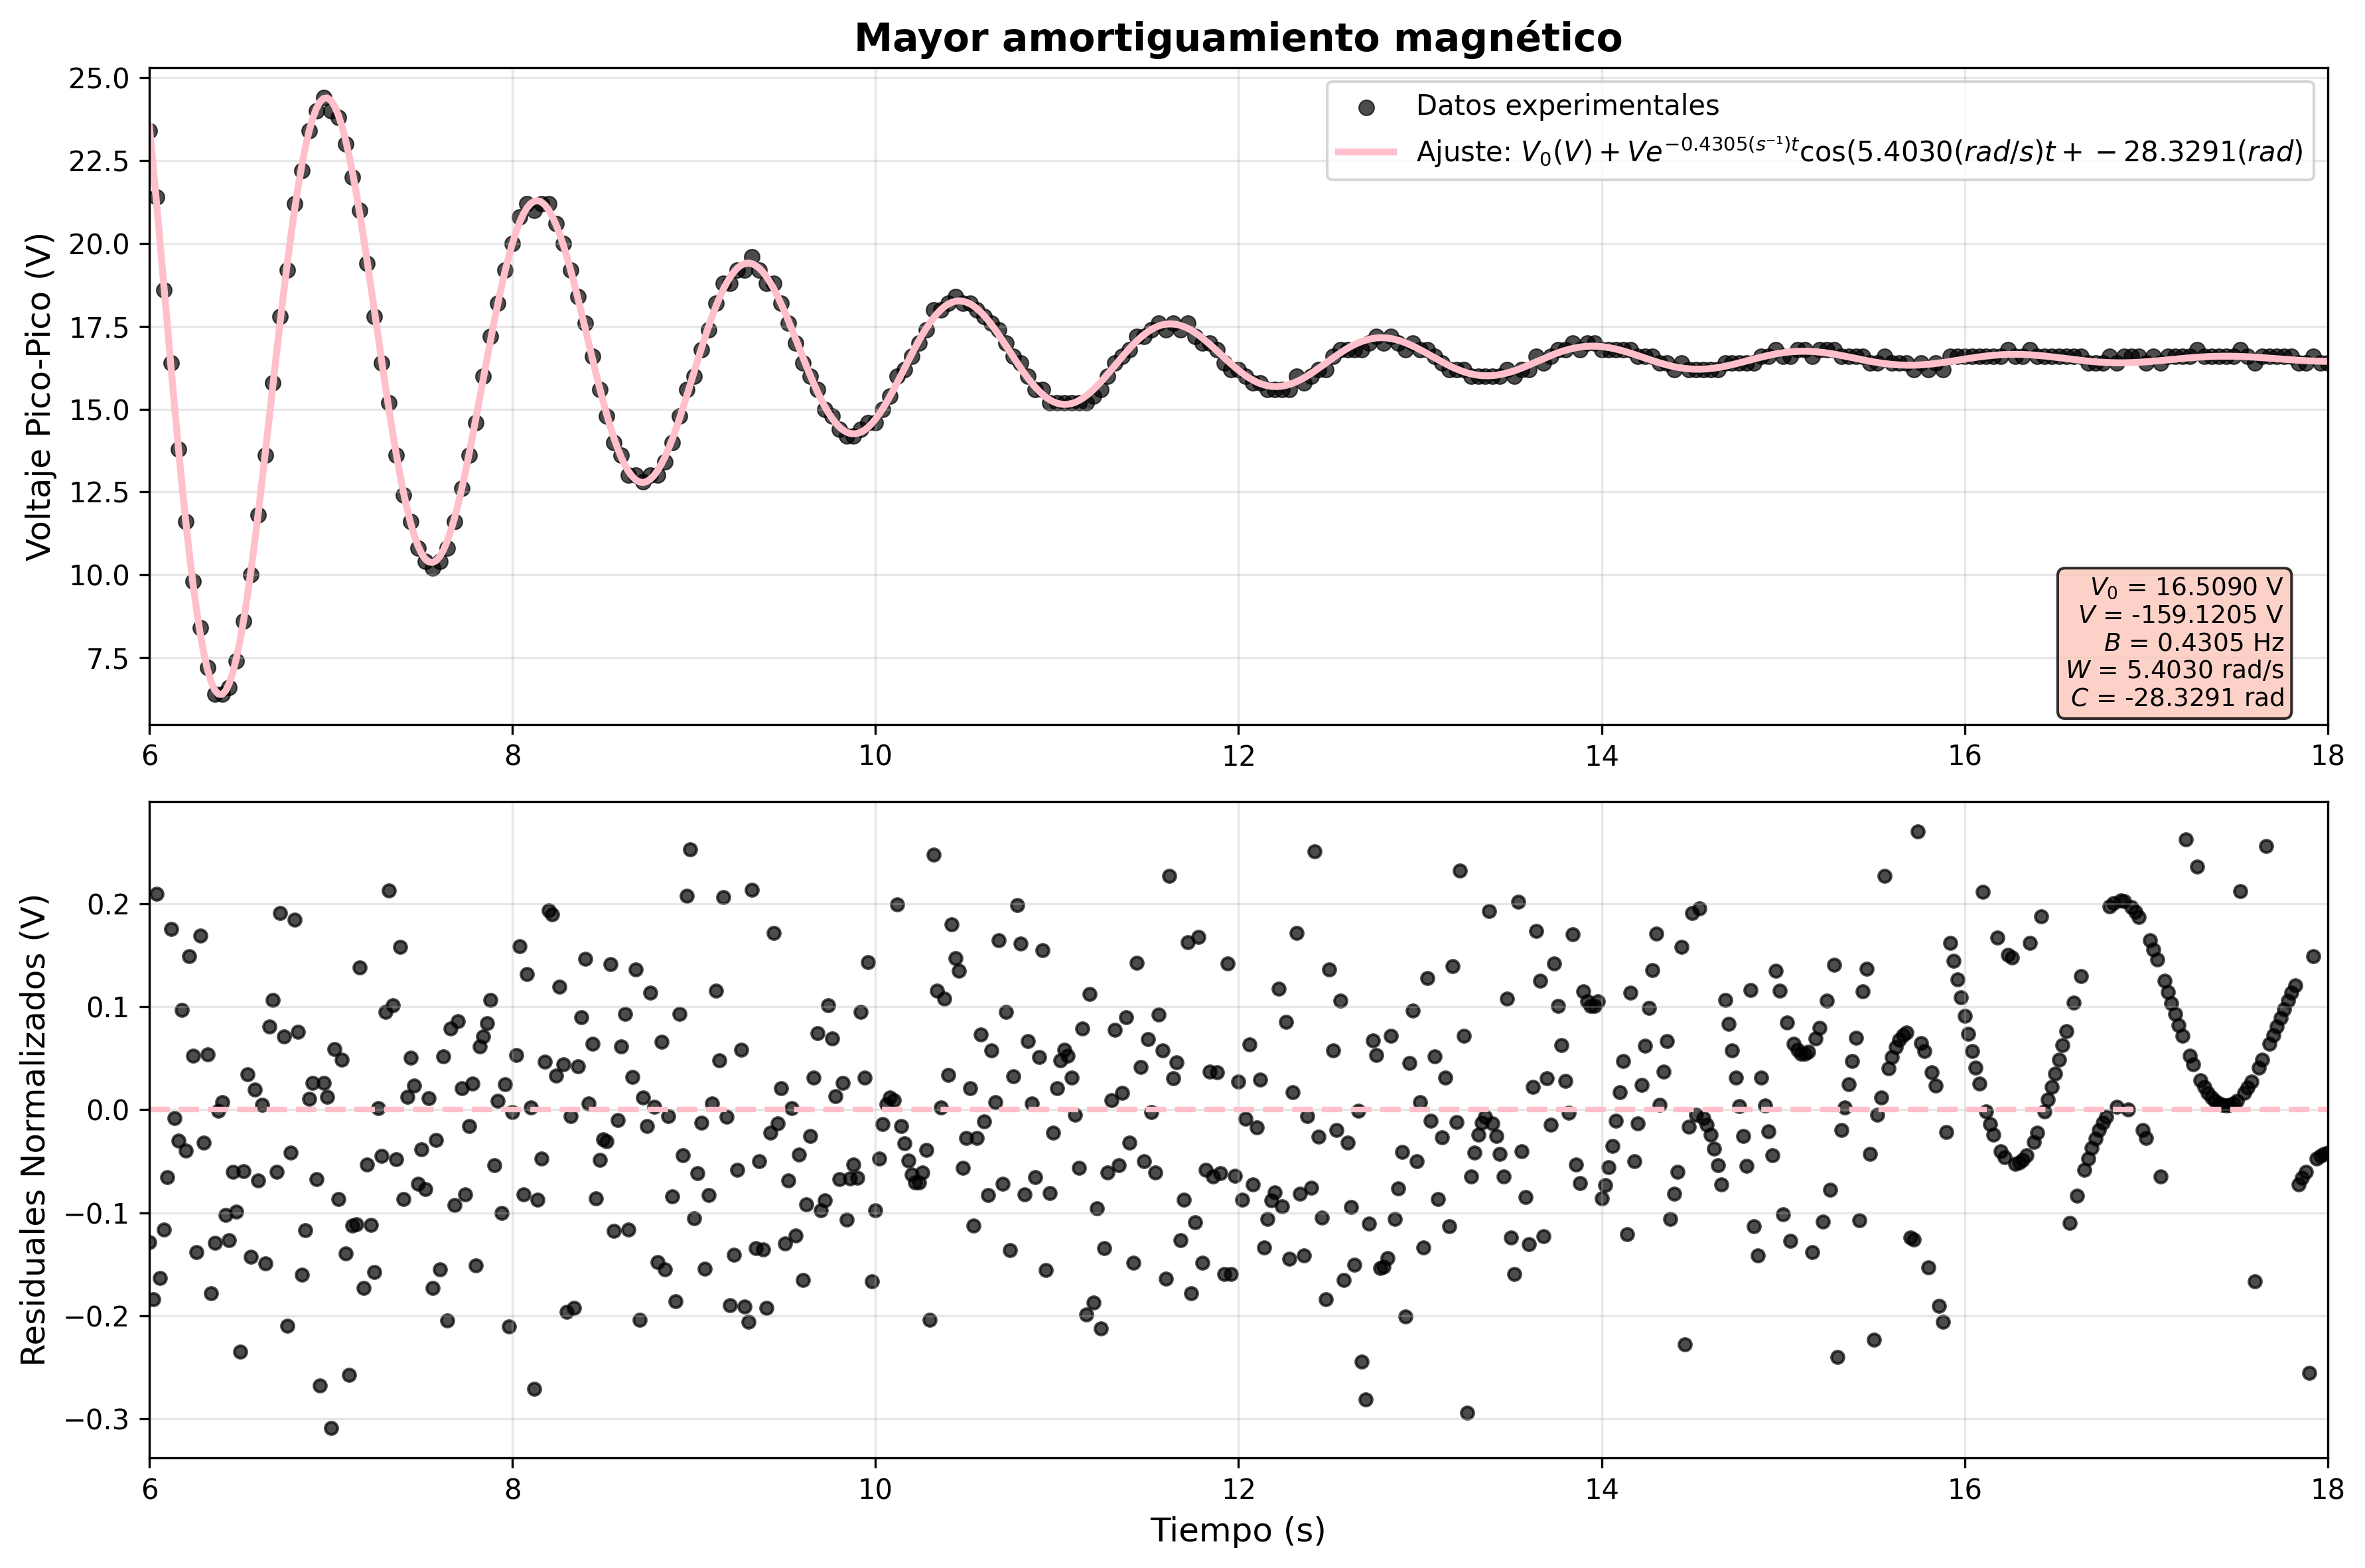 Mayor amortiguamiento magnético
25.0
22.5
20.0
17.5
15.0
12.5
10.0
7.5
Voltaje Pico-Pico (V)
Datos experimentales
Ajuste: V₀(V) + Ve^{−0.4305(s⁻¹)t}cos(5.4030(rad/s)t + −28.3291(rad)
V₀ = 16.5090 V
V = -159.1205 V
B = 0.4305 Hz
W = 5.4030 rad/s
C = -28.3291 rad
6 8 10 12 14 16 18
0.2
0.1
0.0
−0.1
−0.2
−0.3
Residuales Normalizados (V)
6 8 10 12 14 16 18
Tiempo (s)